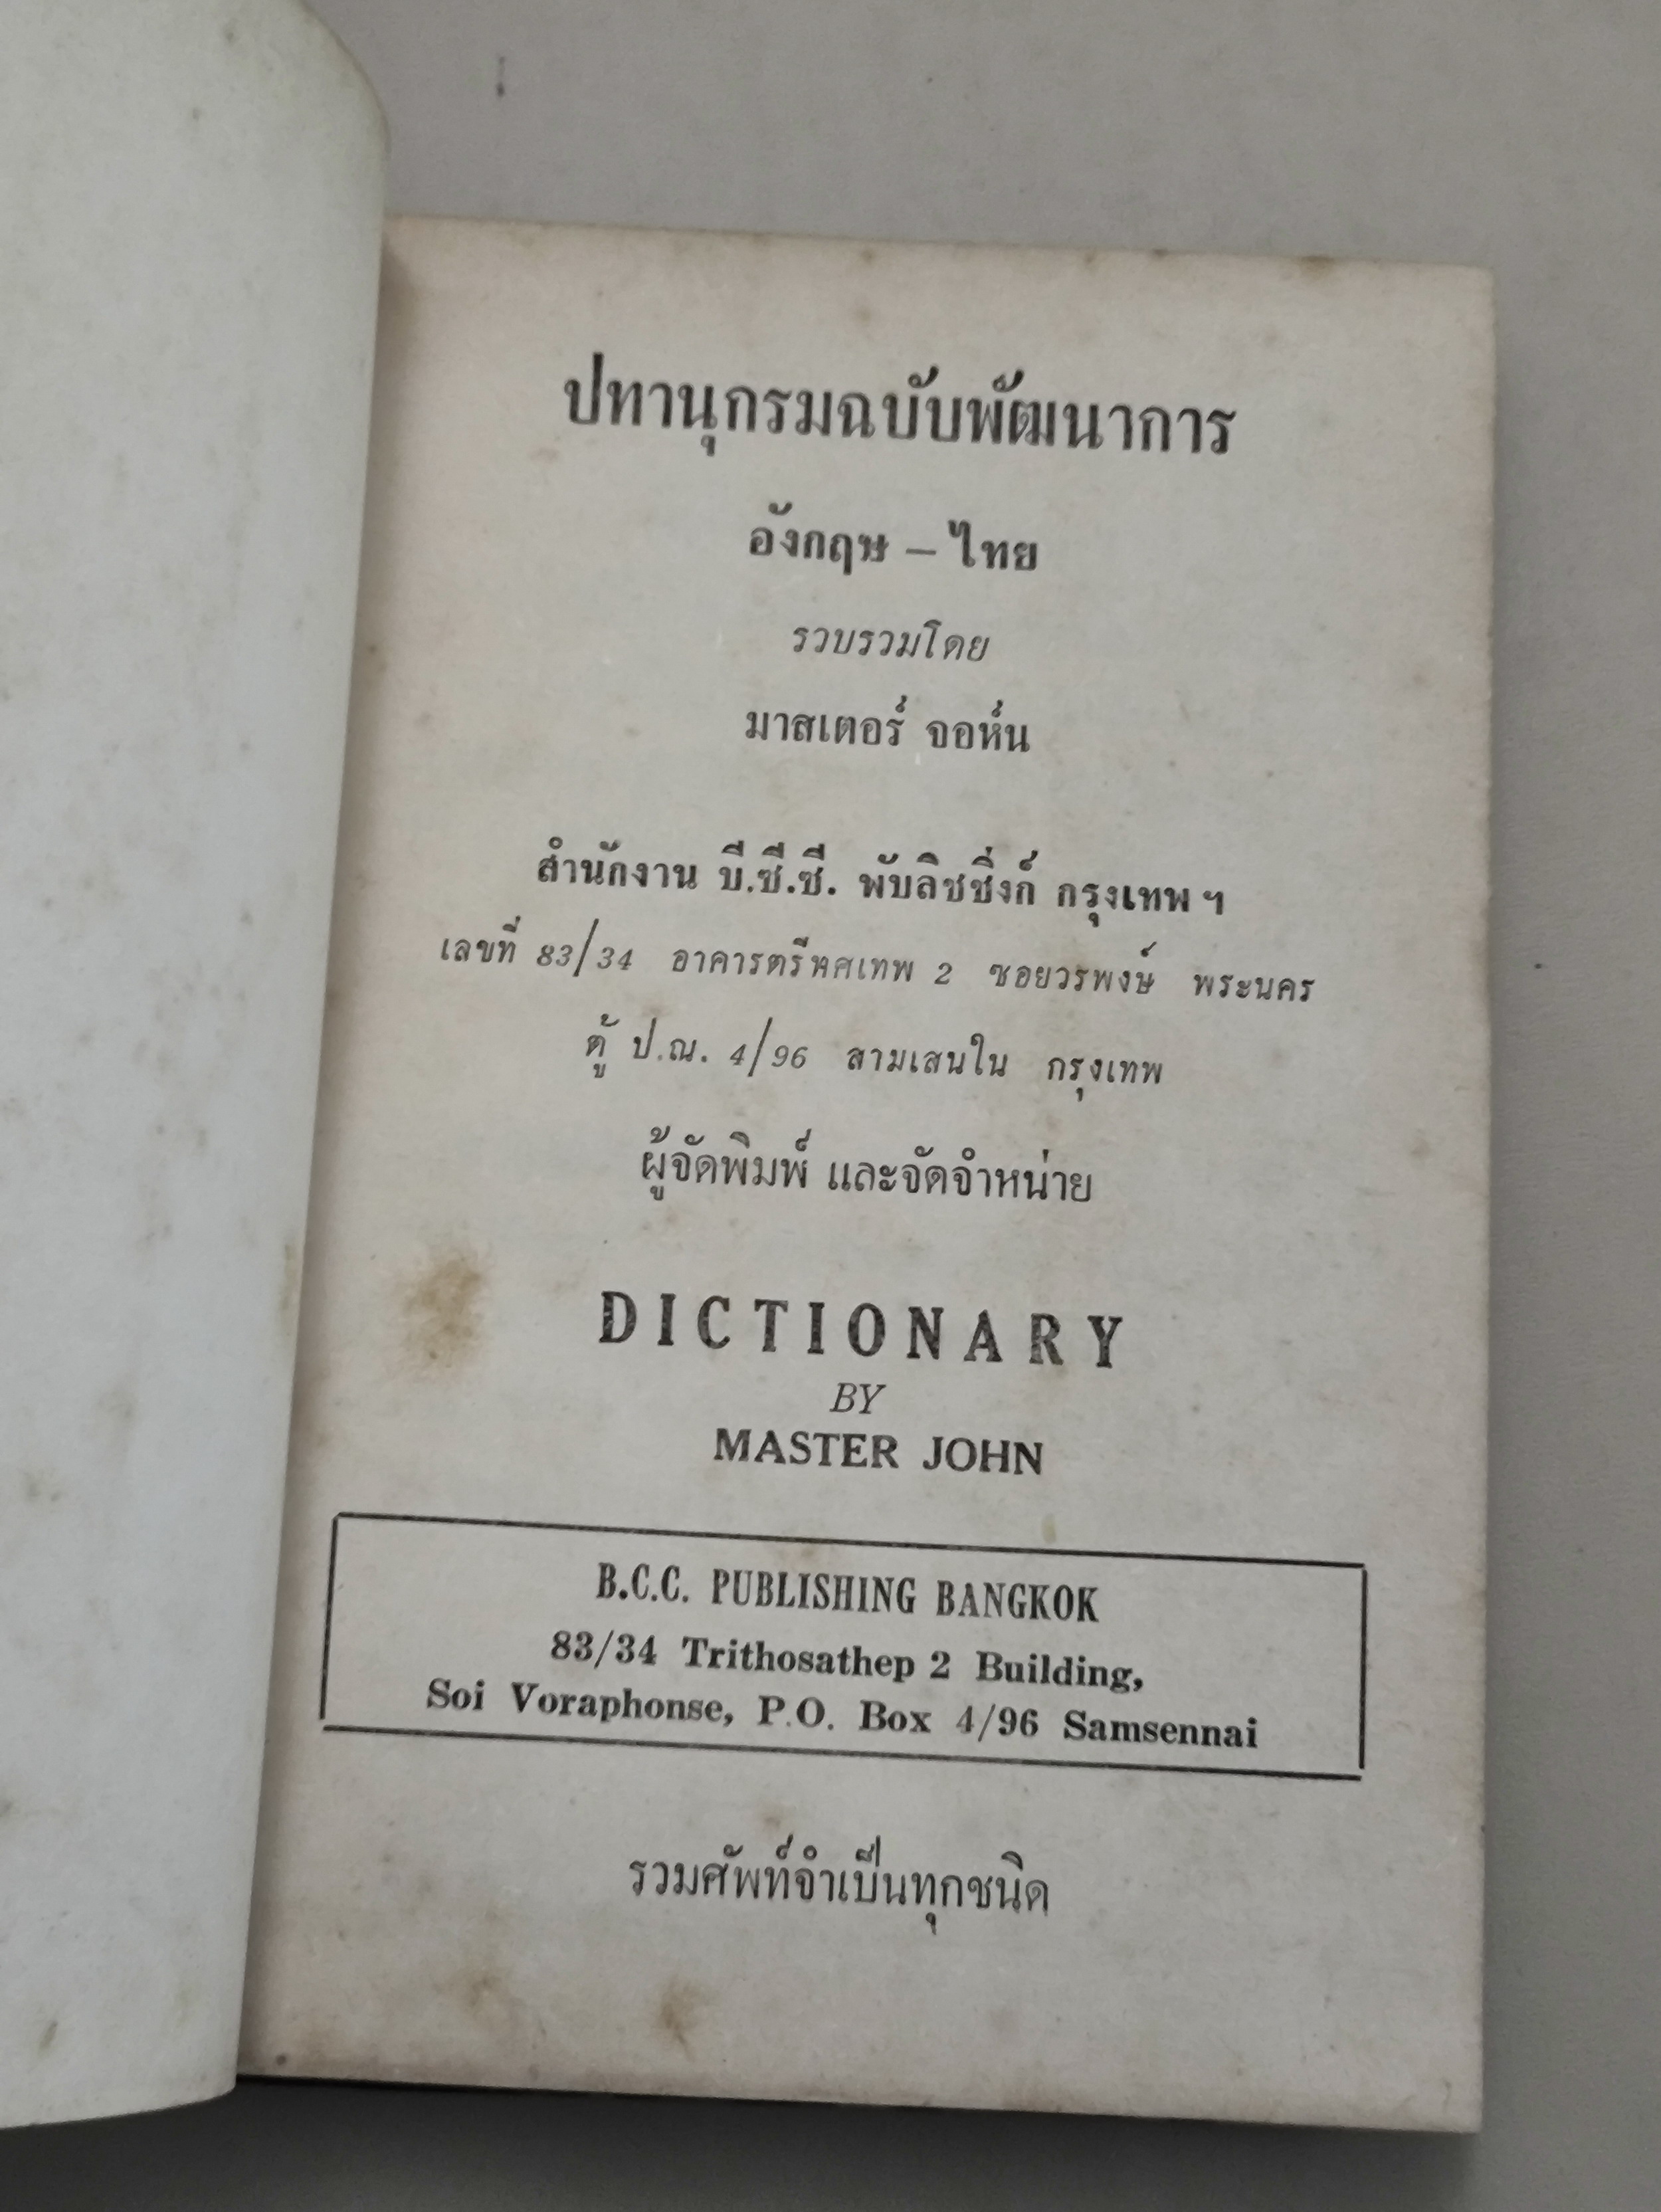 ปทานุกรมฉบับพัฒนาการ
อังกฤษ – ไทย
รวบรวมโดย
มาสเตอร์ จอห์น
สำนักงาน บี.ซี.ซี. พับลิชชิ่งก์ กรุงเทพ ฯ
เลขที่ 83/34 อาคารตรีทศเทพ 2 ซอยวรพงษ์ พระนคร
ตู้ ป.ณ. 4/96 สามเสนใน กรุงเทพ
ผู้จัดพิมพ์ และจัดจำหน่าย
DICTIONARY
BY
MASTER JOHN
B.C.C. PUBLISHING BANGKOK
83/34 Trithosathep 2 Building,
Soi Voraphonse, P.O. Box 4/96 Samsennai
รวมศัพท์จำเป็นทุกชนิด